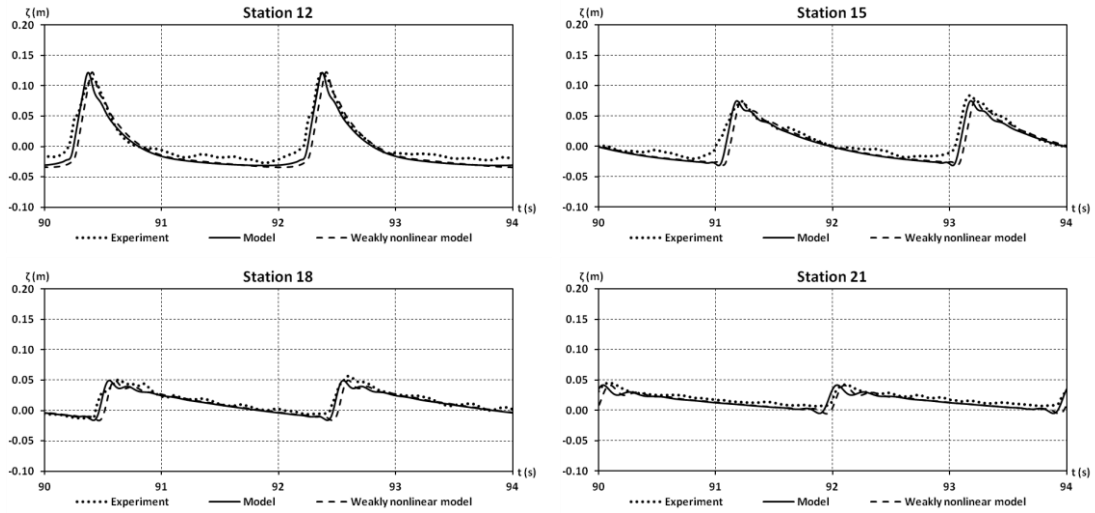 Station 12
ζ (m)
0.20
0.15
0.10
0.05
0.00
-0.05
-0.10
90 91 92 93 94
t (s)
Experiment Model Weakly nonlinear model
Station 15
ζ (m)
0.20
0.15
0.10
0.05
0.00
-0.05
-0.10
90 91 92 93 94
t (s)
Experiment Model Weakly nonlinear model
Station 18
ζ (m)
0.20
0.15
0.10
0.05
0.00
-0.05
-0.10
90 91 92 93 94
t (s)
Experiment Model Weakly nonlinear model
Station 21
ζ (m)
0.20
0.15
0.10
0.05
0.00
-0.05
-0.10
90 91 92 93 94
t (s)
Experiment Model Weakly nonlinear model